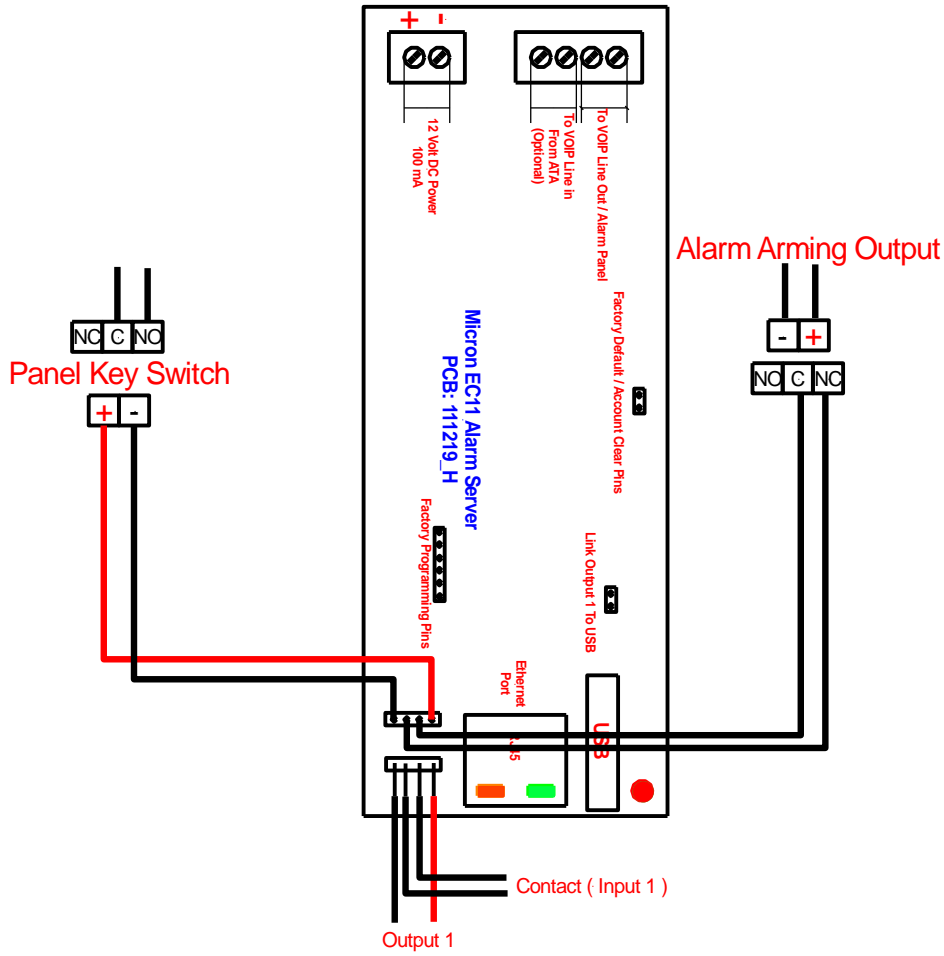 + -
12 Volt DC Power
100 mA
To VOIP Line in
From ATA
(Optional)
To VOIP Line Out / Alarm Panel
Alarm Arming Output
- +
NO C NC
NC C NO
Panel Key Switch
+ -
Factory Default / Account Clear Pins
Micron EC11 Alarm Server
PCB: 111219_H
Factory Programming Pins
Link Output 1 To USB
Ethernet
Port
RJ45
USB
Contact ( Input 1 )
Output 1